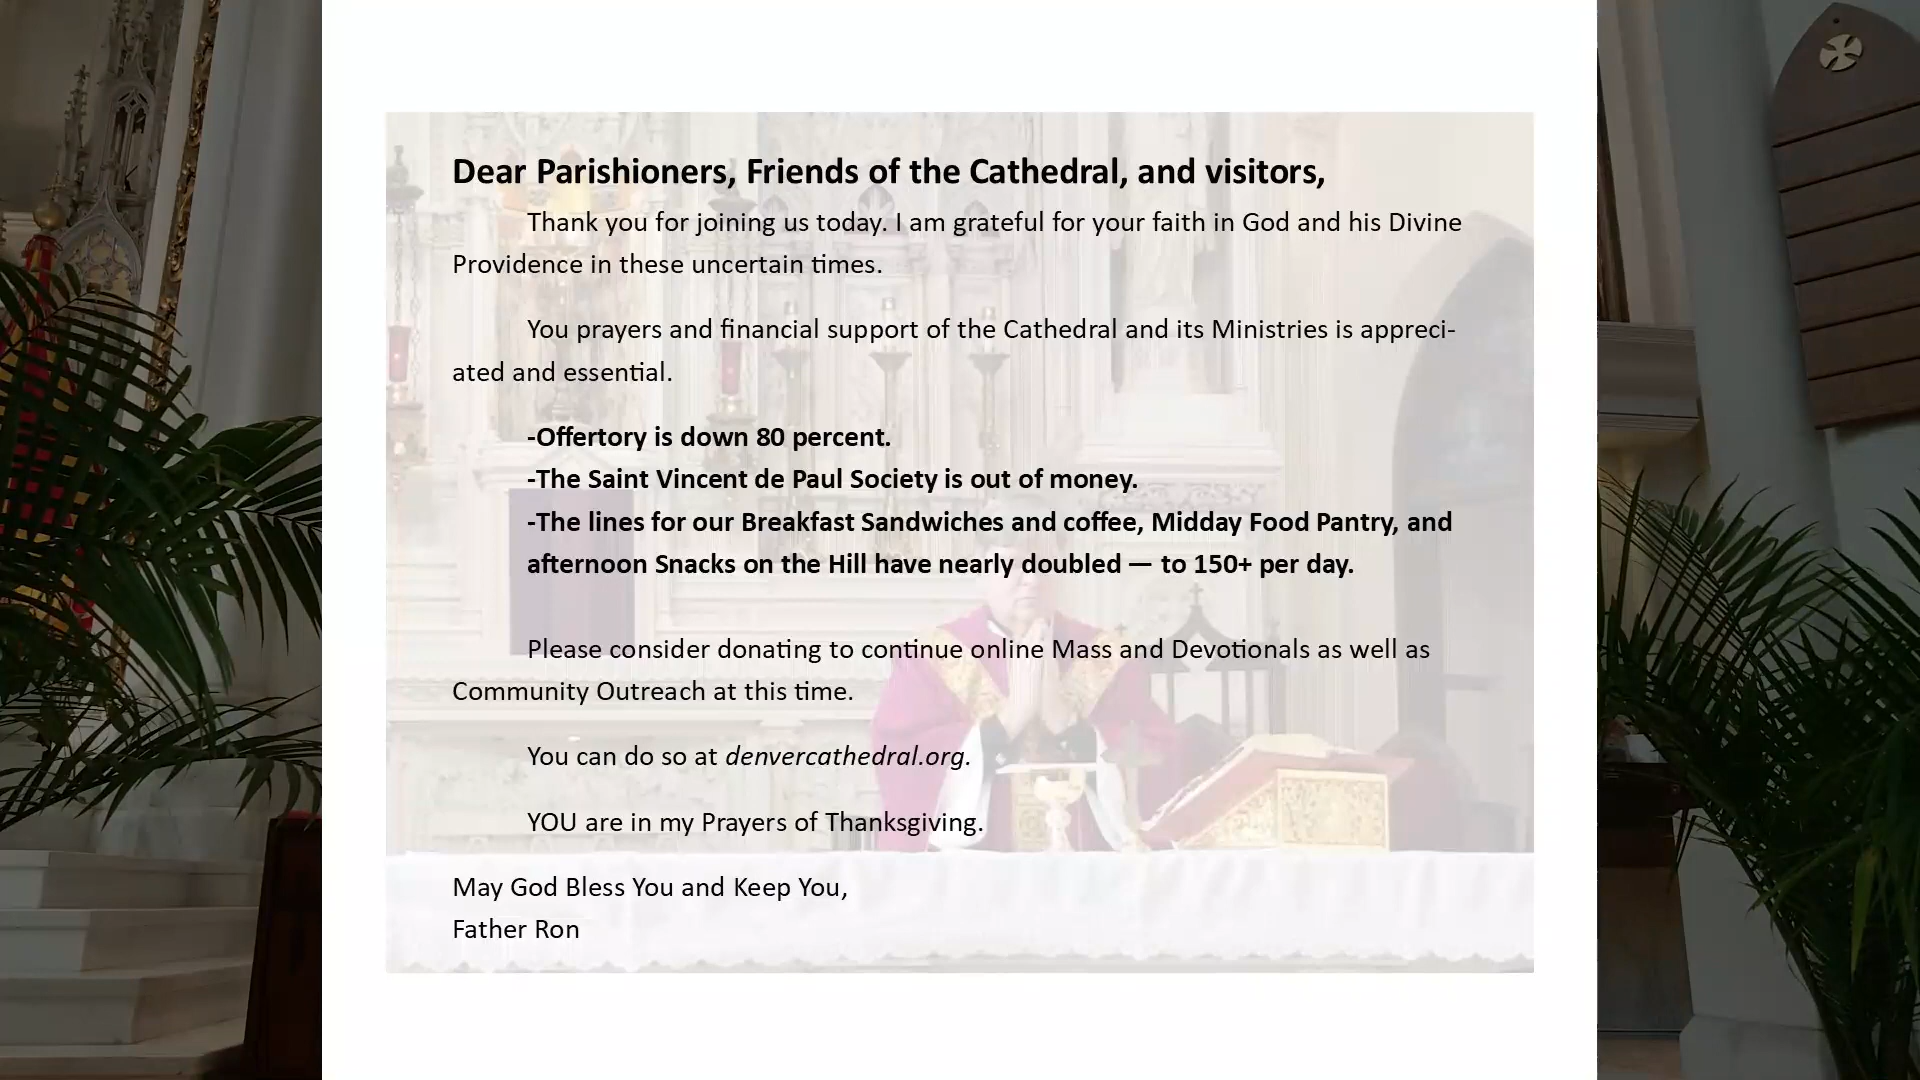 Dear Parishioners, Friends of the Cathedral, and visitors,
Thank you for joining us today. I am grateful for your faith in God and his Divine
Providence in these uncertain times.
You prayers and financial support of the Cathedral and its Ministries is appreci-
ated and essential.
-Offertory is down 80 percent.
-The Saint Vincent de Paul Society is out of money.
-The lines for our Breakfast Sandwiches and coffee, Midday Food Pantry, and
afternoon Snacks on the Hill have nearly doubled — to 150+ per day.
Please consider donating to continue online Mass and Devotionals as well as
Community Outreach at this time.
You can do so at denvercathedral.org.
YOU are in my Prayers of Thanksgiving.
May God Bless You and Keep You,
Father Ron